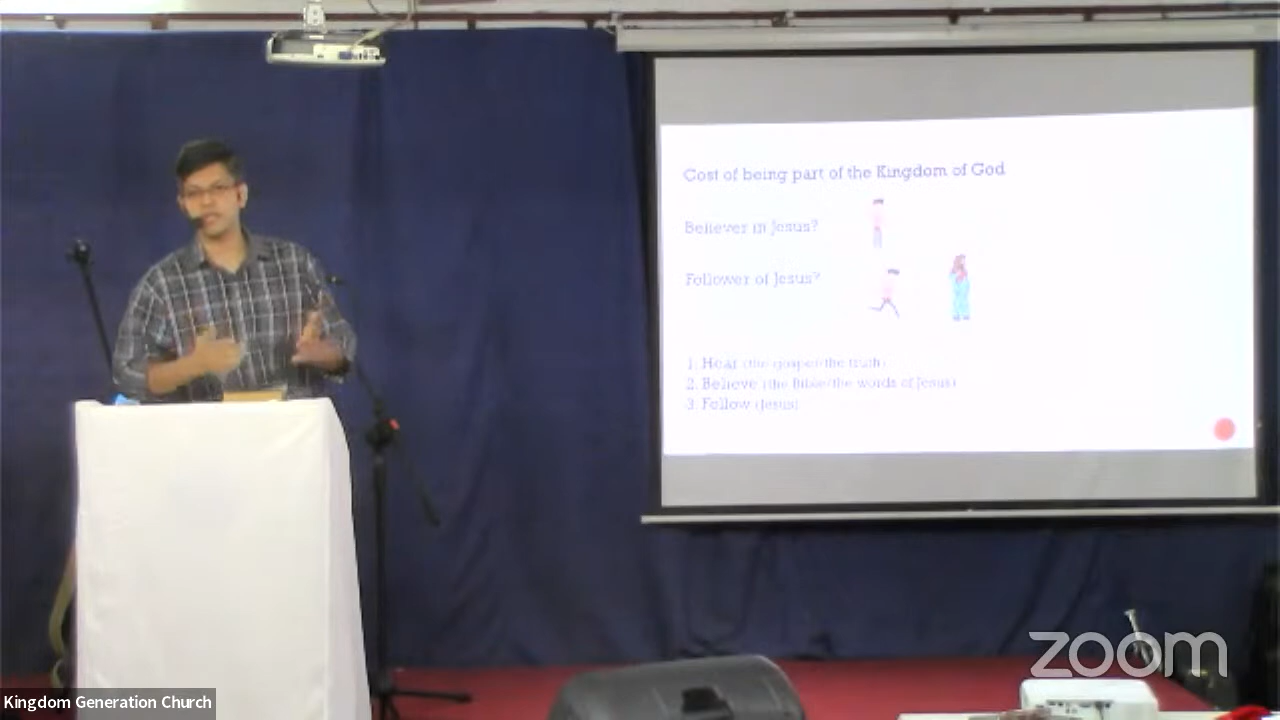 Cost of being part of the Kingdom of God
Believer in Jesus?
Follower of Jesus?
1. Hear (the gospel/the truth)
2. Believe (the Bible/the words of Jesus)
3. Follow (Jesus)
zoom
Kingdom Generation Church